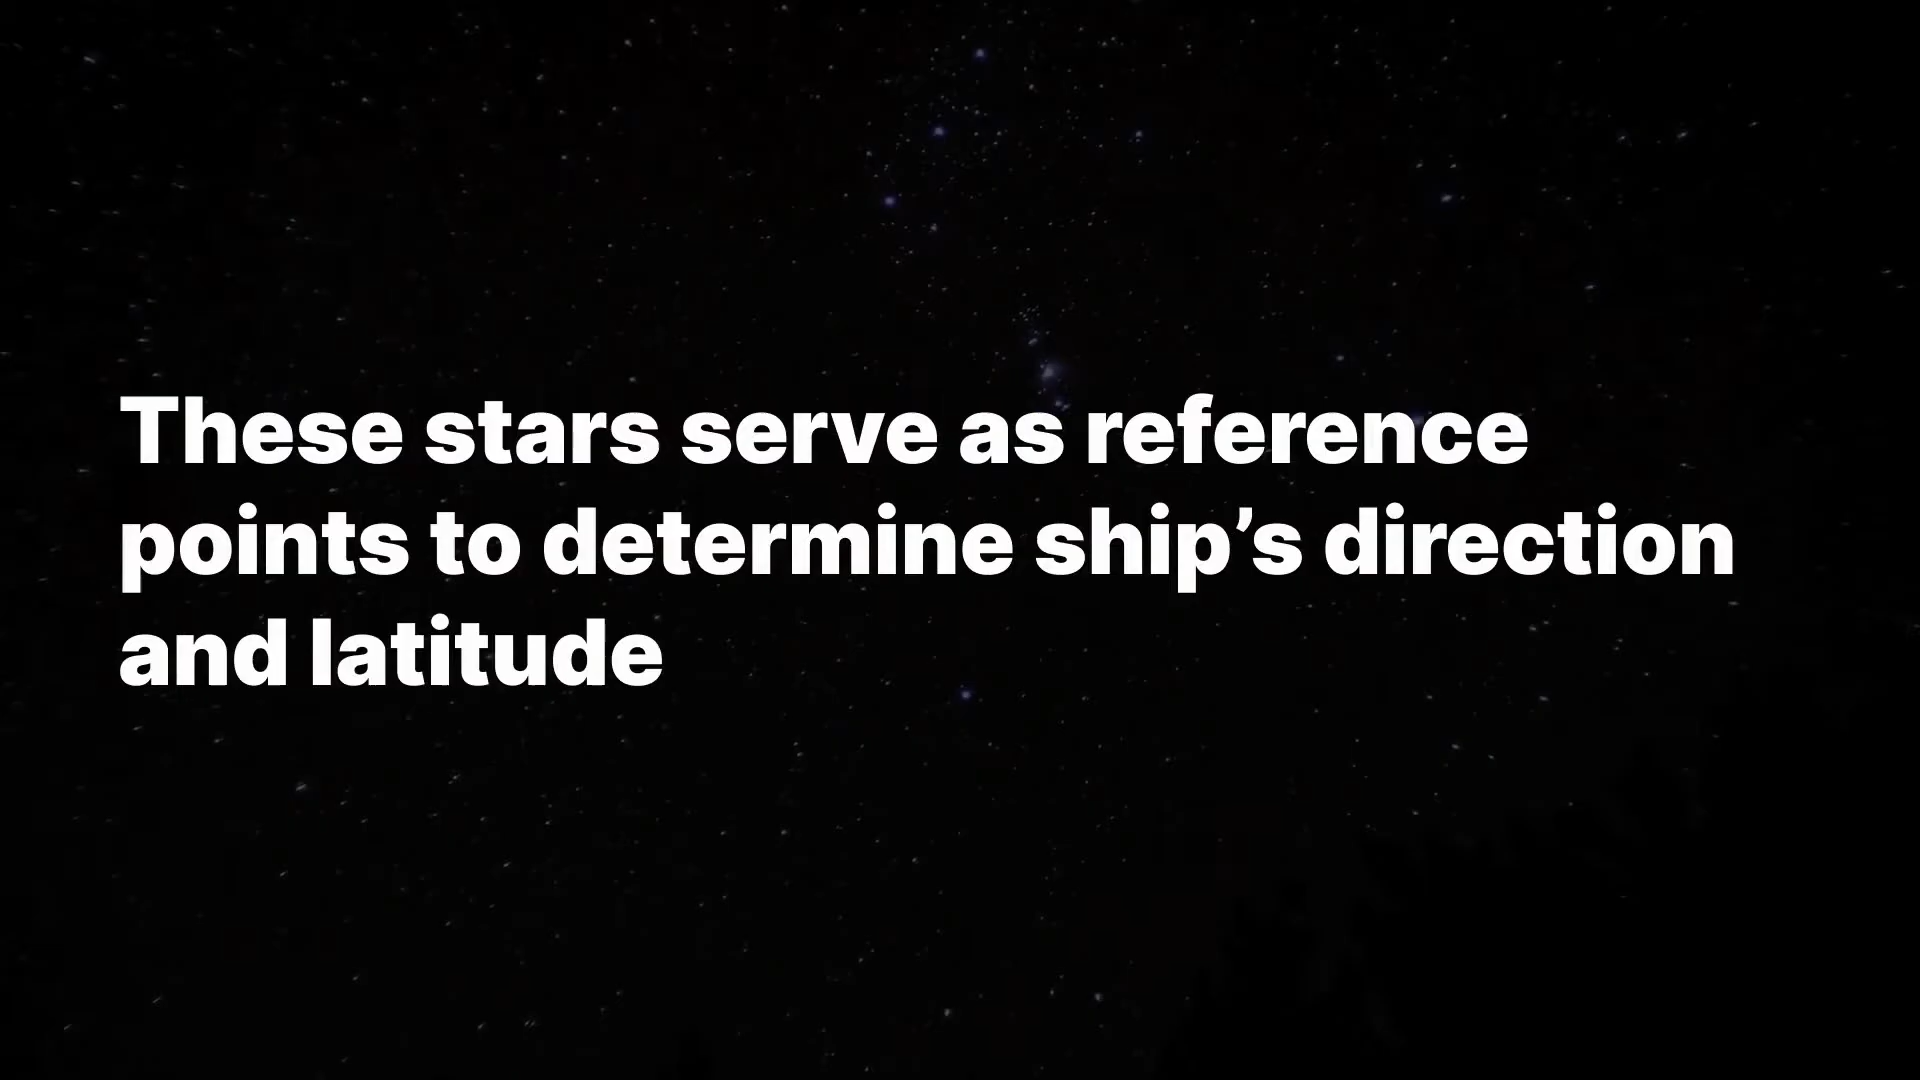 These stars serve as reference
points to determine ship’s direction
and latitude